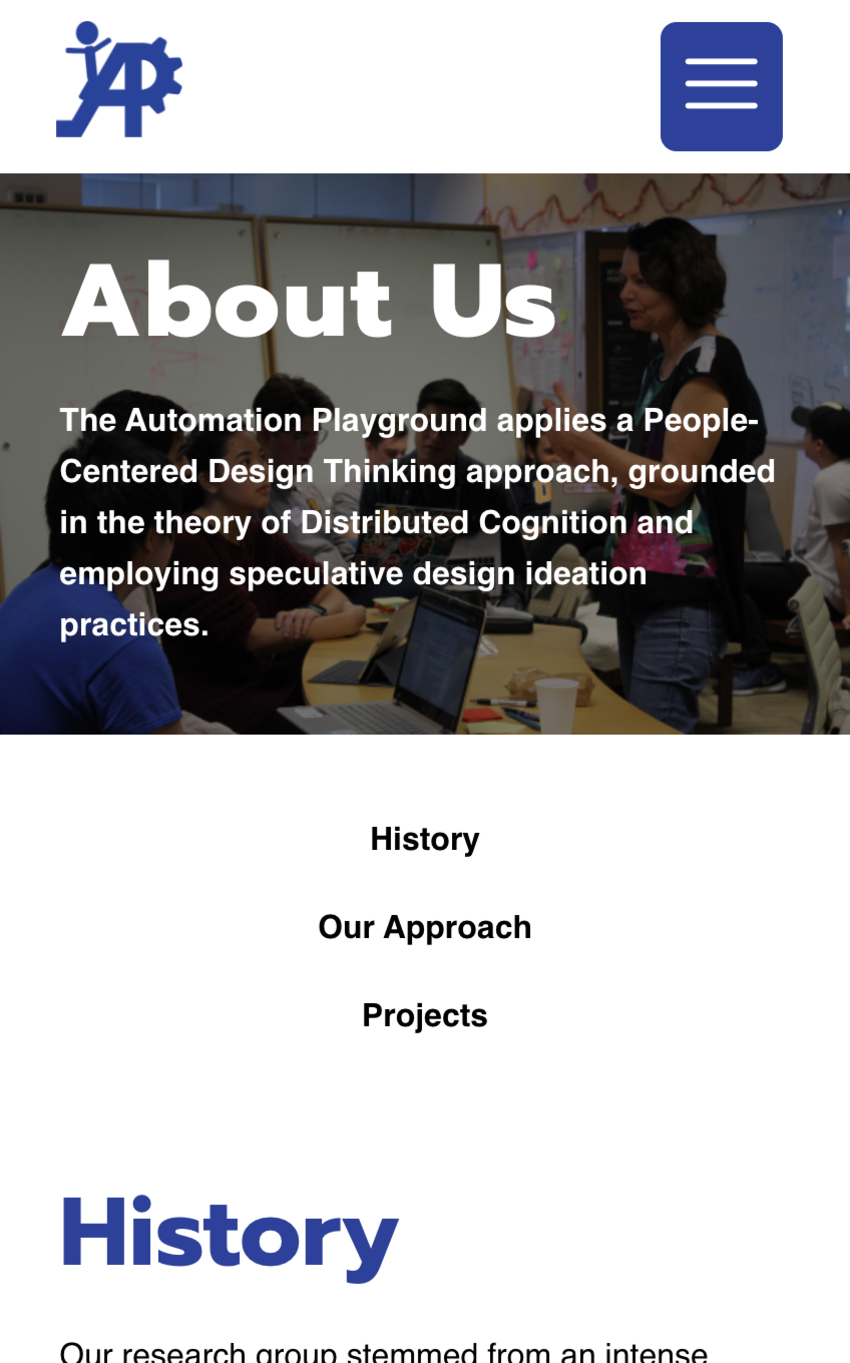 AP
About Us
The Automation Playground applies a People-
Centered Design Thinking approach, grounded
in the theory of Distributed Cognition and
employing speculative design ideation
practices.
History
Our Approach
Projects
History
Our research group stemmed from an intense